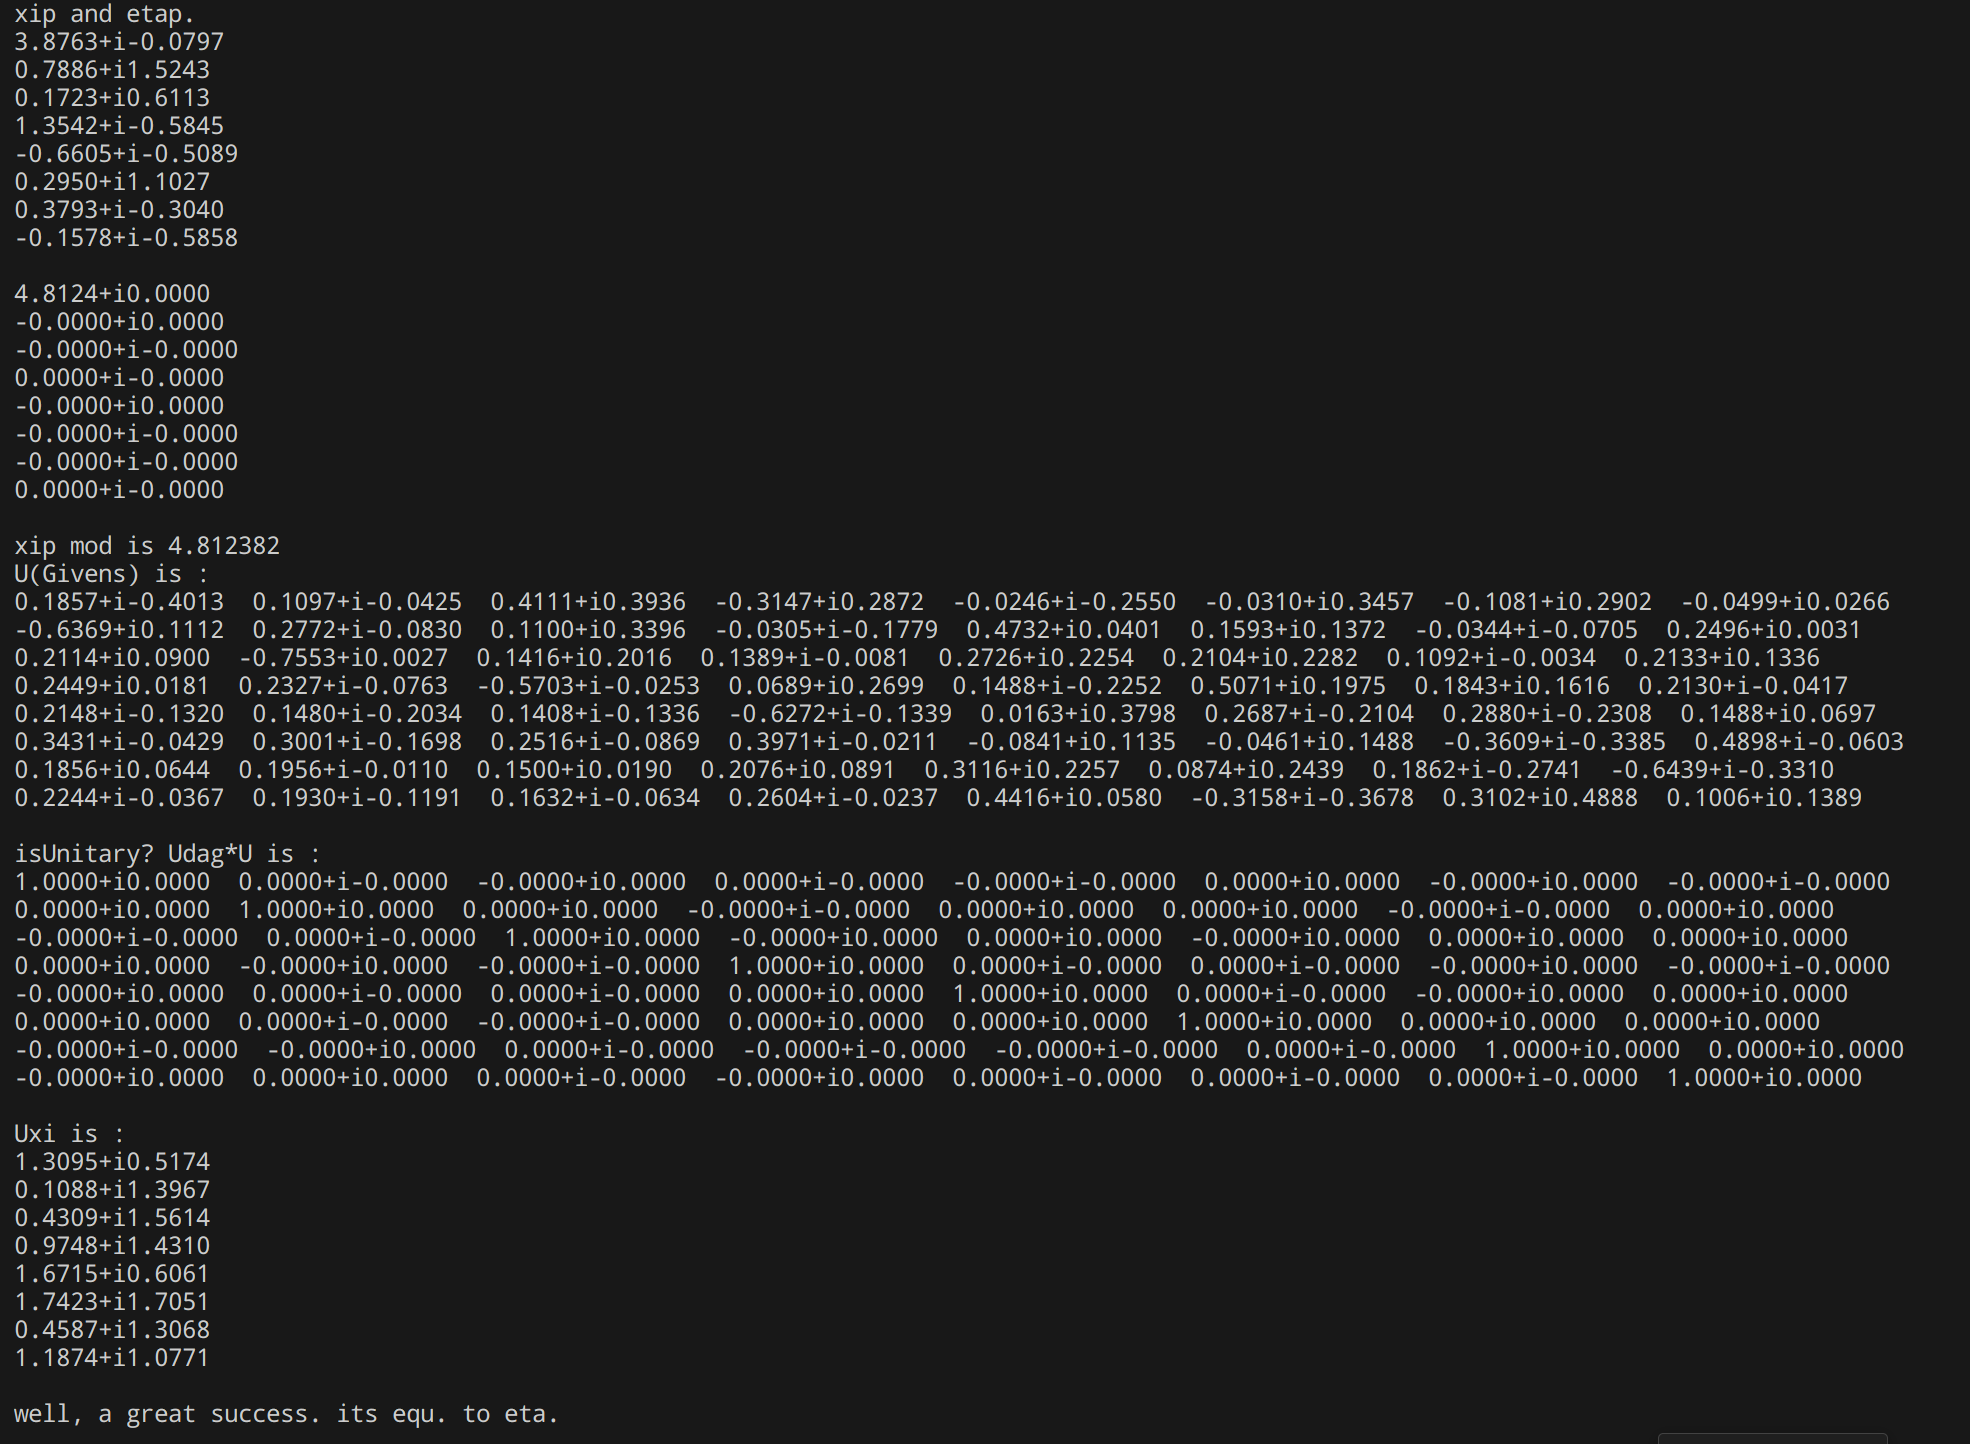 xip and etap.
3.8763+i-0.0797
0.7886+i1.5243
0.1723+i0.6113
1.3542+i-0.5845
-0.6605+i-0.5089
0.2950+i1.1027
0.3793+i-0.3040
-0.1578+i-0.5858
4.8124+i0.0000
-0.0000+i0.0000
-0.0000+i-0.0000
0.0000+i-0.0000
-0.0000+i0.0000
-0.0000+i-0.0000
-0.0000+i-0.0000
0.0000+i-0.0000
xip mod is 4.812382
U(Givens) is :
0.1857+i-0.4013  0.1097+i-0.0425  0.4111+i0.3936  -0.3147+i0.2872  -0.0246+i-0.2550  -0.0310+i0.3457  -0.1081+i0.2902  -0.0499+i0.0266
-0.6369+i0.1112  0.2772+i-0.0830  0.1100+i0.3396  -0.0305+i-0.1779  0.4732+i0.0401  0.1593+i0.1372  -0.0344+i-0.0705  0.2496+i0.0031
0.2114+i0.0900  -0.7553+i0.0027  0.1416+i0.2016  0.1389+i-0.0081  0.2726+i0.2254  0.2104+i0.2282  0.1092+i-0.0034  0.2133+i0.1336
0.2449+i0.0181  0.2327+i-0.0763  -0.5703+i-0.0253  0.0689+i0.2699  0.1488+i-0.2252  0.5071+i0.1975  0.1843+i0.1616  0.2130+i-0.0417
0.2148+i-0.1320  0.1480+i-0.2034  0.1408+i-0.1336  -0.6272+i-0.1339  0.0163+i0.3798  0.2687+i-0.2104  0.2880+i-0.2308  0.1488+i0.0697
0.3431+i-0.0429  0.3001+i-0.1698  0.2516+i-0.0869  0.3971+i-0.0211  -0.0841+i0.1135  -0.0461+i0.1488  -0.3609+i-0.3385  0.4898+i-0.0603
0.1856+i0.0644  0.1956+i-0.0110  0.1500+i0.0190  0.2076+i0.0891  0.3116+i0.2257  0.0874+i0.2439  0.1862+i-0.2741  -0.6439+i-0.3310
0.2244+i-0.0367  0.1930+i-0.1191  0.1632+i-0.0634  0.2604+i-0.0237  0.4416+i0.0580  -0.3158+i-0.3678  0.3102+i0.4888  0.1006+i0.1389
isUnitary? Udag*U is :
1.0000+i0.0000  0.0000+i-0.0000  -0.0000+i0.0000  0.0000+i-0.0000  -0.0000+i-0.0000  0.0000+i0.0000  -0.0000+i0.0000  -0.0000+i-0.0000
0.0000+i0.0000  1.0000+i0.0000  0.0000+i0.0000  -0.0000+i-0.0000  0.0000+i0.0000  0.0000+i0.0000  -0.0000+i-0.0000  0.0000+i0.0000
-0.0000+i-0.0000  0.0000+i-0.0000  1.0000+i0.0000  -0.0000+i0.0000  0.0000+i0.0000  -0.0000+i0.0000  0.0000+i0.0000  0.0000+i0.0000
0.0000+i0.0000  -0.0000+i0.0000  -0.0000+i-0.0000  1.0000+i0.0000  0.0000+i-0.0000  0.0000+i-0.0000  -0.0000+i0.0000  -0.0000+i-0.0000
-0.0000+i0.0000  0.0000+i-0.0000  0.0000+i-0.0000  0.0000+i0.0000  1.0000+i0.0000  0.0000+i-0.0000  -0.0000+i0.0000  0.0000+i0.0000
0.0000+i0.0000  0.0000+i-0.0000  -0.0000+i-0.0000  0.0000+i0.0000  0.0000+i0.0000  1.0000+i0.0000  0.0000+i0.0000  0.0000+i0.0000
-0.0000+i-0.0000  -0.0000+i0.0000  0.0000+i-0.0000  -0.0000+i-0.0000  -0.0000+i-0.0000  0.0000+i-0.0000  1.0000+i0.0000  0.0000+i0.0000
-0.0000+i0.0000  0.0000+i0.0000  0.0000+i-0.0000  -0.0000+i0.0000  0.0000+i-0.0000  0.0000+i-0.0000  0.0000+i-0.0000  1.0000+i0.0000
Uxi is :
1.3095+i0.5174
0.1088+i1.3967
0.4309+i1.5614
0.9748+i1.4310
1.6715+i0.6061
1.7423+i1.7051
0.4587+i1.3068
1.1874+i1.0771
well, a great success. its equ. to eta.